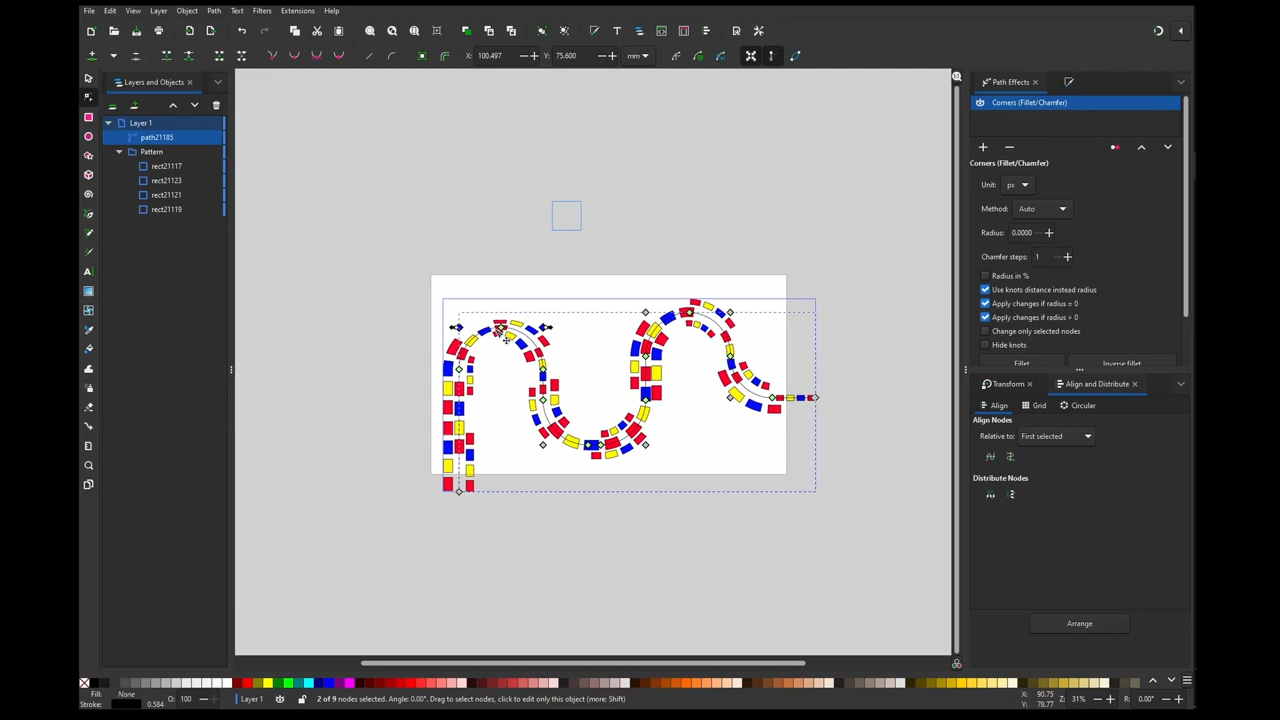 File Edit View Layer Object Path Text Filters Extensions Help
X: 100.497 Y: 75.600 mm
Layers and Objects
Layer 1
path21185
Pattern
rect21117
rect21123
rect21121
rect21119
Path Effects
Corners (Fillet/Chamfer)
Corners (Fillet/Chamfer)
Unit: px
Method: Auto
Radius: 0.0000
Chamfer steps: 1
Radius in %
Use knots distance instead radius
Apply changes if radius = 0
Apply changes if radius > 0
Change only selected nodes
Hide knots
Fillet Inverse fillet
Transform Align and Distribute
Align Grid Circular
Align Nodes
Relative to: First selected
Distribute Nodes
Arrange
Fill: None
Stroke: 0.584
O: 100
Layer 1
2 of 9 nodes selected. Angle: 0.00°. Drag to select nodes, click to edit only this object (more: Shift)
X: 90.75
Y: 78.77
Z: 31%
R: 0.00°